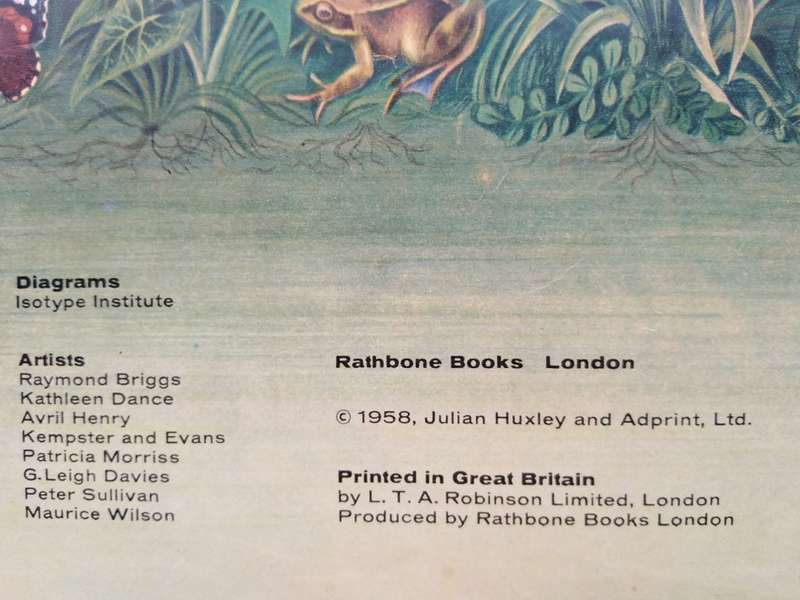 Diagrams
Isotype Institute
Artists
Raymond Briggs
Kathleen Dance
Avril Henry
Kempster and Evans
Patricia Morriss
G.Leigh Davies
Peter Sullivan
Maurice Wilson
Rathbone Books London
© 1958, Julian Huxley and Adprint, Ltd.
Printed in Great Britain
by L. T. A. Robinson Limited, London
Produced by Rathbone Books London